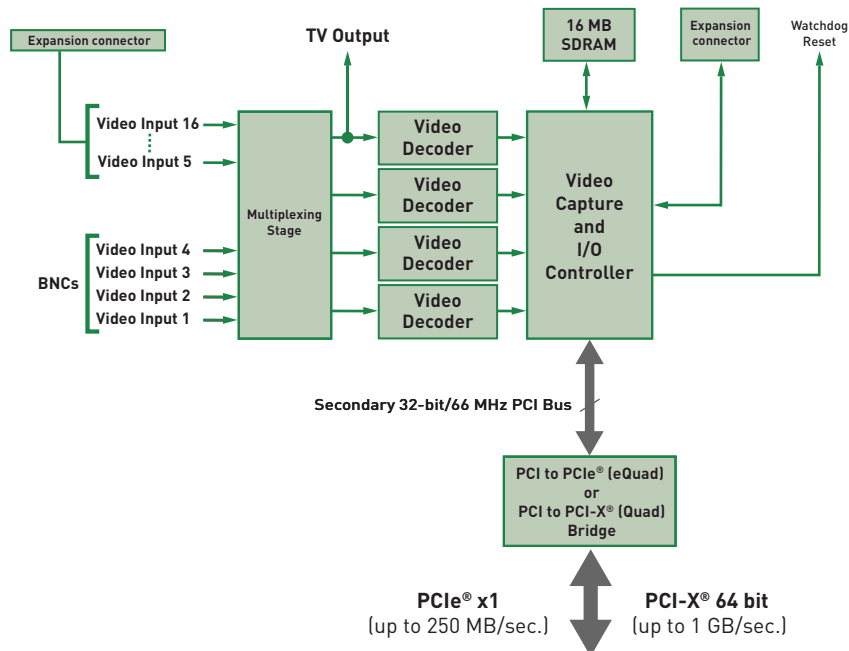 Expansion connector
TV Output
16 MB
SDRAM
Expansion
connector
Watchdog
Reset
Video Input 16
Video Input 5
BNCs
Video Input 4
Video Input 3
Video Input 2
Video Input 1
Multiplexing
Stage
Video
Decoder
Video
Decoder
Video
Decoder
Video
Decoder
Video
Capture
and
I/O
Controller
Secondary 32-bit/66 MHz PCI Bus
PCI to PCIe® (eQuad)
or
PCI to PCI-X® (Quad)
Bridge
PCIe® x1
(up to 250 MB/sec.)
PCI-X® 64 bit
(up to 1 GB/sec.)